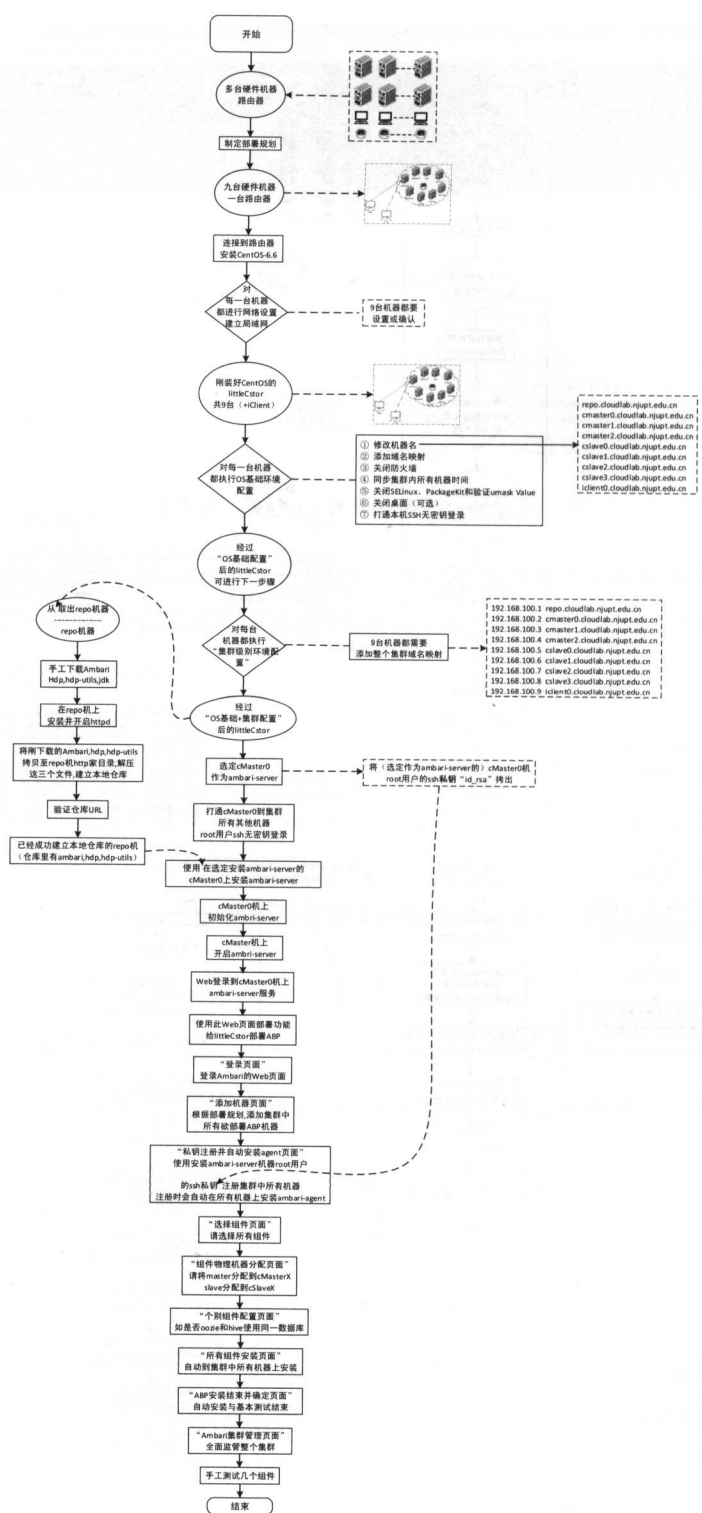 开始
多台硬件机器
路由器
制定部署规划
九台硬件机器
一台路由器
连接到路由器
安装CentOS-6.6
对
每一台机器
都进行网络设置
建立局域网
9台机器都要
设置或确认
刚装好CentOS的
littleCstor
共9台（+iClient）
对每一台机器
都执行OS基础环境
配置
① 修改机器名
② 添加域名映射
③ 关闭防火墙
④ 同步集群内所有机器时间
⑤ 关闭SELinux、PackageKit和验证umask Value
⑥ 关闭桌面（可选）
⑦ 打通本机SSH无密钥登录
repo.cloudlab.njupt.edu.cn
cmaster0.cloudlab.njupt.edu.cn
cmaster1.cloudlab.njupt.edu.cn
cmaster2.cloudlab.njupt.edu.cn
cslave0.cloudlab.njupt.edu.cn
cslave1.cloudlab.njupt.edu.cn
cslave2.cloudlab.njupt.edu.cn
cslave3.cloudlab.njupt.edu.cn
iclient0.cloudlab.njupt.edu.cn
经过
“OS基础配置”
后的littleCstor
可进行下一步骤
对每台
机器都执行
“集群级别环境配
置”
9台机器都需要
添加整个集群域名映射
192.168.100.1 repo.cloudlab.njupt.edu.cn
192.168.100.2 cmaster0.cloudlab.njupt.edu.cn
192.168.100.3 cmaster1.cloudlab.njupt.edu.cn
192.168.100.4 cmaster2.cloudlab.njupt.edu.cn
192.168.100.5 cslave0.cloudlab.njupt.edu.cn
192.168.100.6 cslave1.cloudlab.njupt.edu.cn
192.168.100.7 cslave2.cloudlab.njupt.edu.cn
192.168.100.8 cslave3.cloudlab.njupt.edu.cn
192.168.100.9 iclient0.cloudlab.njupt.edu.cn
经过
“OS基础+集群配置”
后的littleCstor
从 取出repo机器
----------------
repo机器
手工下载Ambari
Hdp,hdp-utils,jdk
在repo机上
安装并开启httpd
将刚下载的Ambari,hdp,hdp-utils
拷贝至repo机http家目录,解压
这三个文件,建立本地仓库
验证仓库URL
已经成功建立本地仓库的repo机
（仓库里有ambari,hdp,hdp-utils）
选定cMaster0
作为ambari-server
将（选定作为ambari-server的）cMaster0机
root用户的ssh私钥“id_rsa”拷出
打通cMaster0到集群
所有其他机器
root用户ssh无密钥登录
使用 在选定安装ambari-server的
cMaster0上安装ambari-server
cMaster0机上
初始化ambri-server
cMaster机上
开启ambri-server
Web登录到cMaster0机上
ambari-server服务
使用此Web页面部署功能
给littleCstor部署ABP
“登录页面”
登录Ambari的Web页面
“添加机器页面”
根据部署规划,添加集群中
所有欲部署ABP机器
“私钥注册并自动安装agent页面”
使用安装ambari-server机器root用户
的ssh私钥 注册集群中所有机器
注册时会自动在所有机器上安装ambari-agent
“选择组件页面”
请选择所有组件
“组件物理机器分配页面”
请将master分配到cMasterX
slave分配到cSlaveX
“个别组件配置页面”
如是否oozie和hive使用同一数据库
“所有组件安装页面”
自动到集群中所有机器上安装
“ABP安装结束并确定页面”
自动安装与基本测试结束
“Ambari集群管理页面”
全面监管整个集群
手工测试几个组件
结束